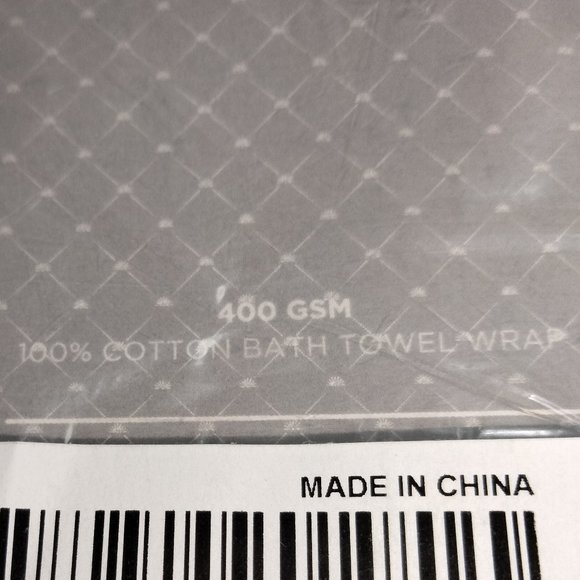 400 GSM
100% COTTON BATH TOWEL WRAP
MADE IN CHINA